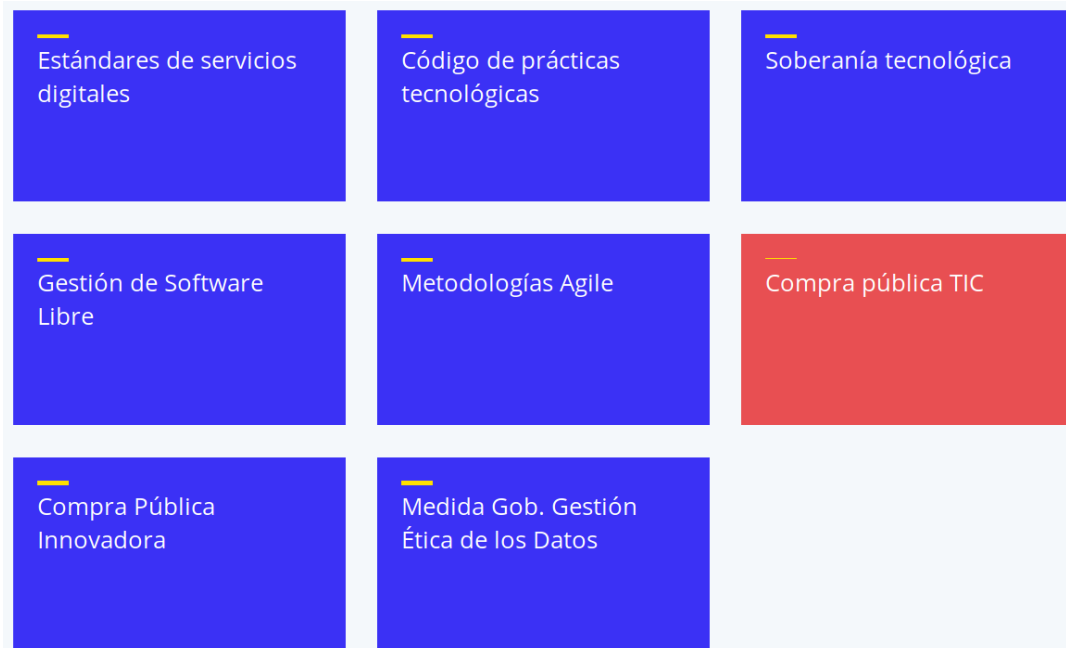 Estándares de servicios
digitales
Código de prácticas
tecnológicas
Soberanía tecnológica
Gestión de Software
Libre
Metodologías Agile
Compra pública TIC
Compra Pública
Innovadora
Medida Gob. Gestión
Ética de los Datos